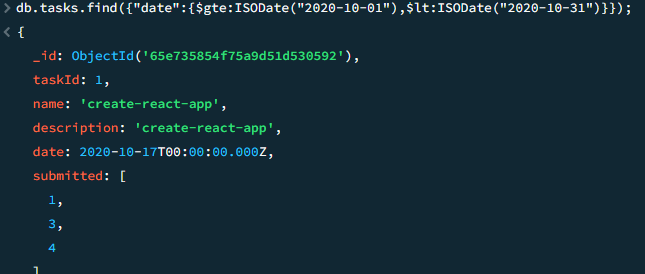 > db.tasks.find({"date":{$gte:ISODate("2020-10-01"),$lt:ISODate("2020-10-31")}});
< {
_id: ObjectId('65e735854f75a9d51d530592'),
taskId: 1,
name: 'create-react-app',
description: 'create-react-app',
date: 2020-10-17T00:00:00.000Z,
submitted: [
1,
3,
4
]